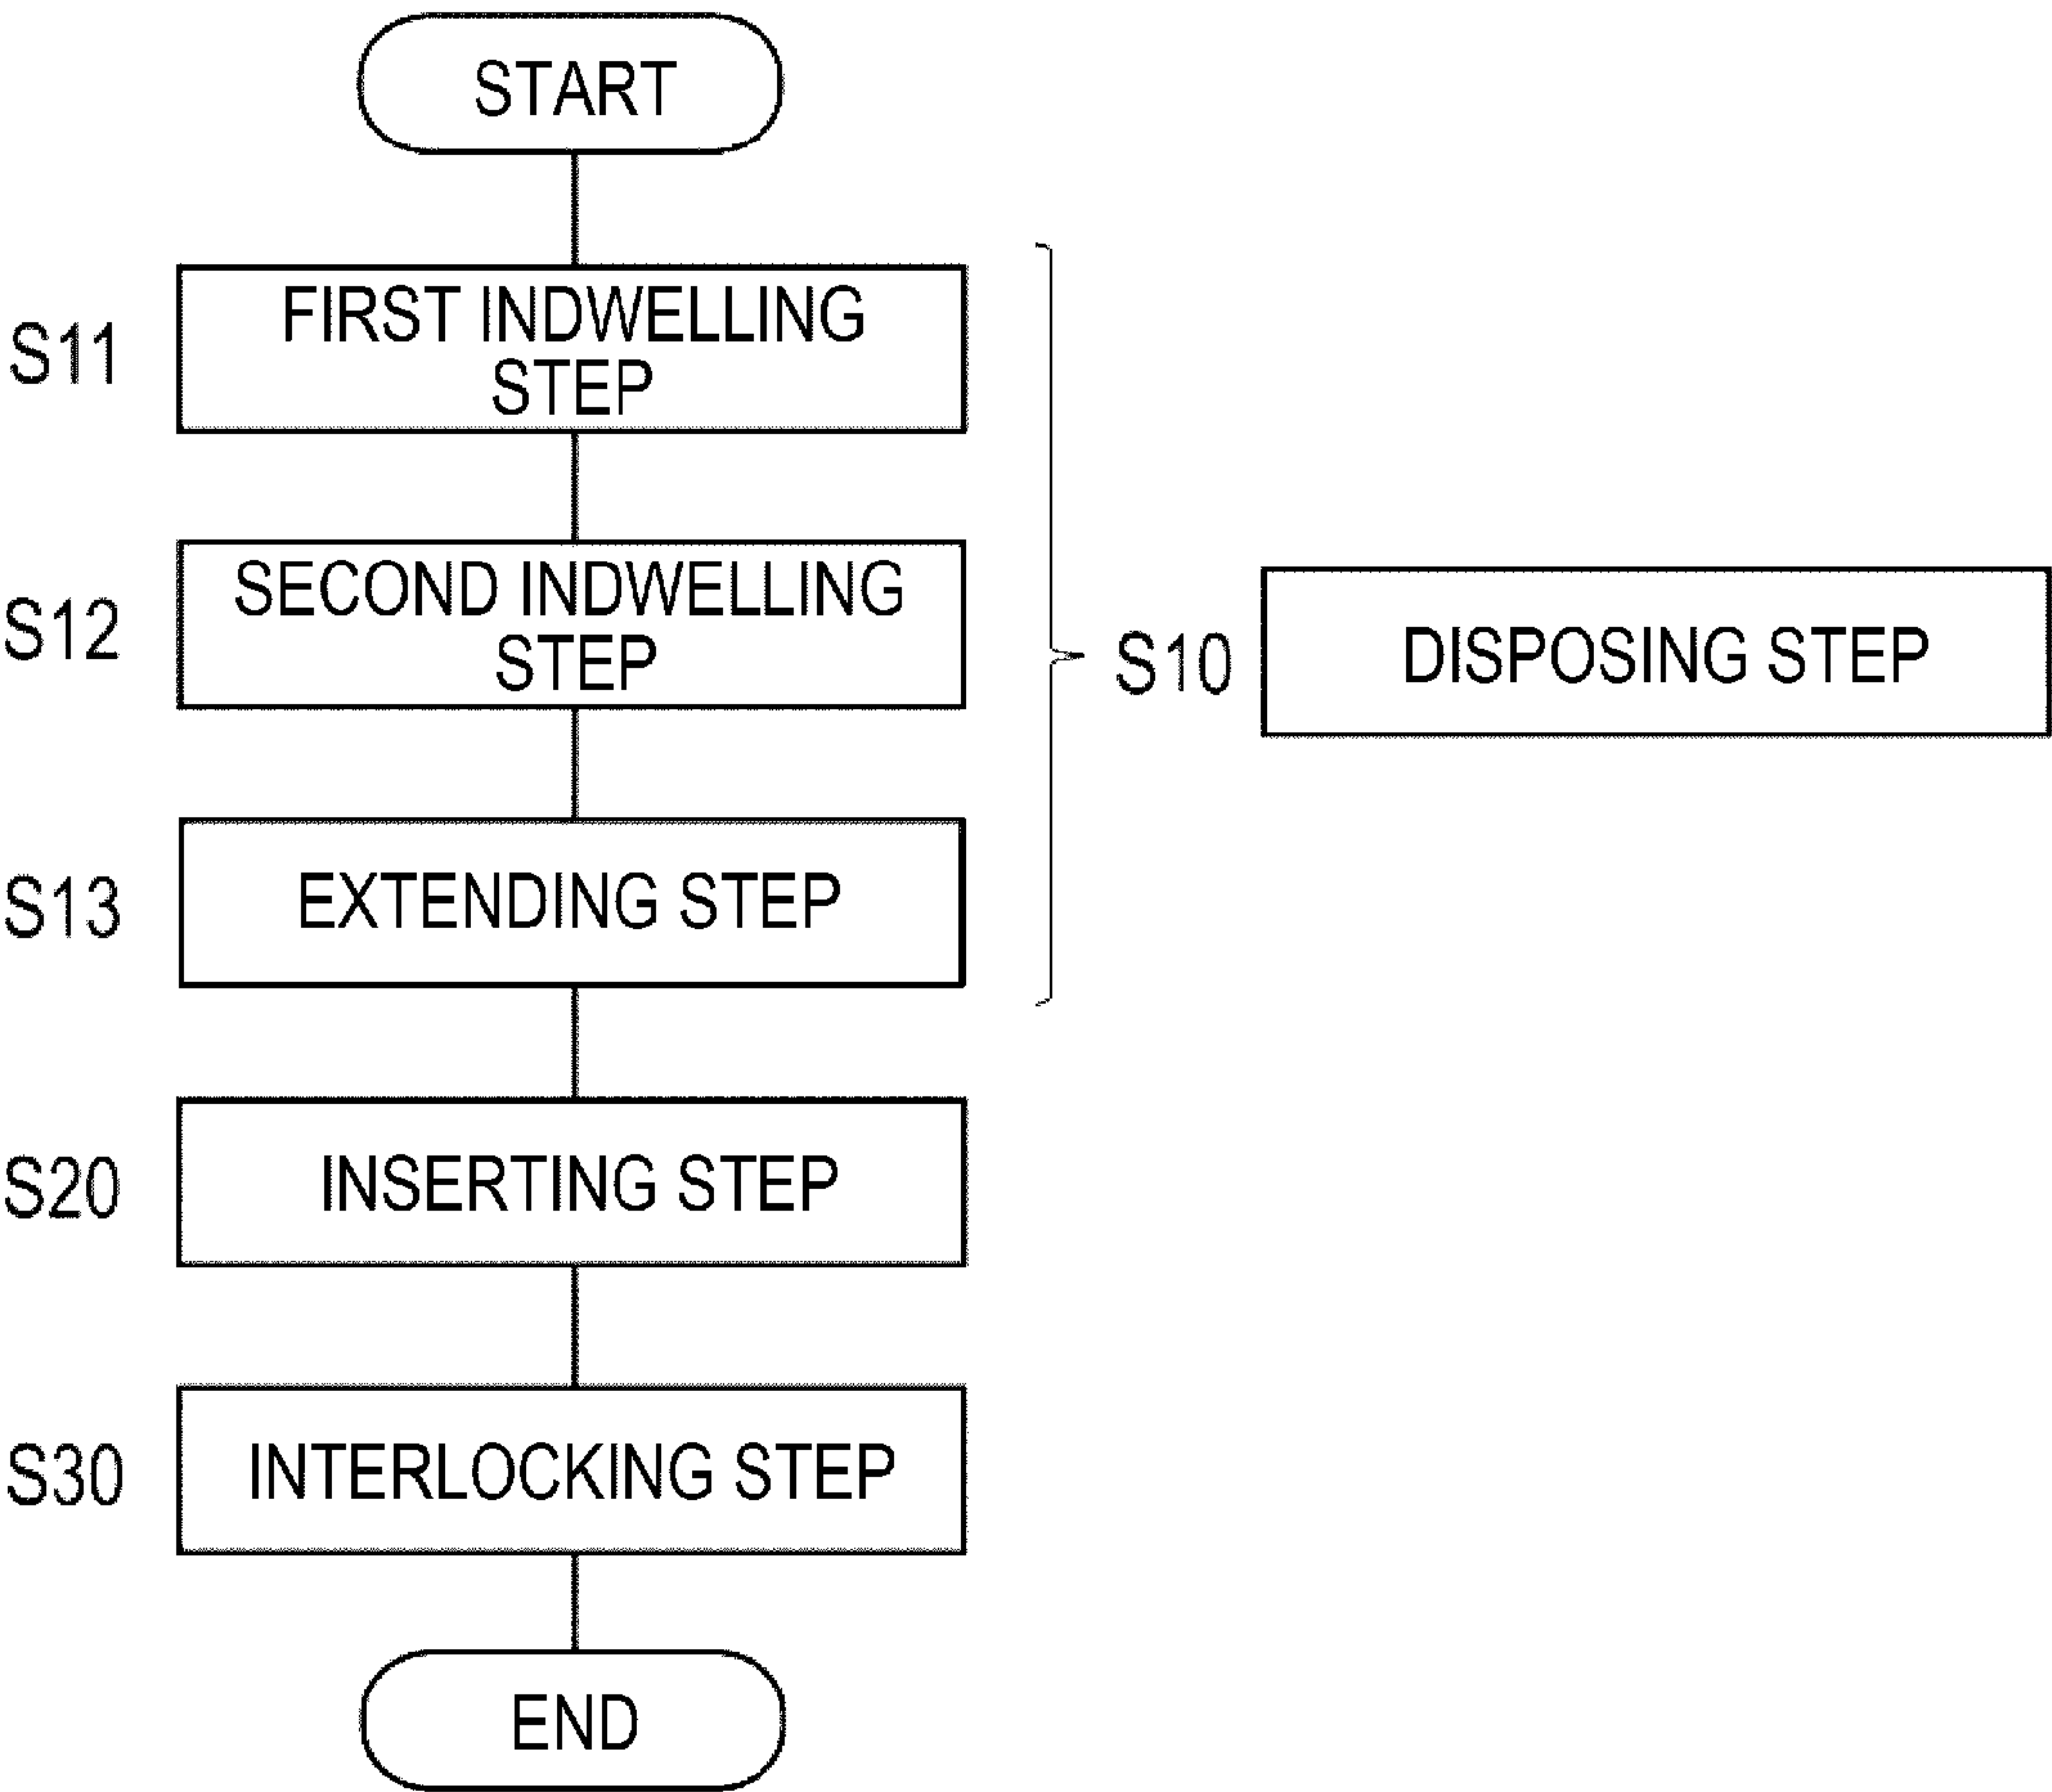 START
S11
FIRST INDWELLING
STEP
S12
SECOND INDWELLING
STEP
S10
DISPOSING STEP
S13
EXTENDING STEP
S20
INSERTING STEP
S30
INTERLOCKING STEP
END